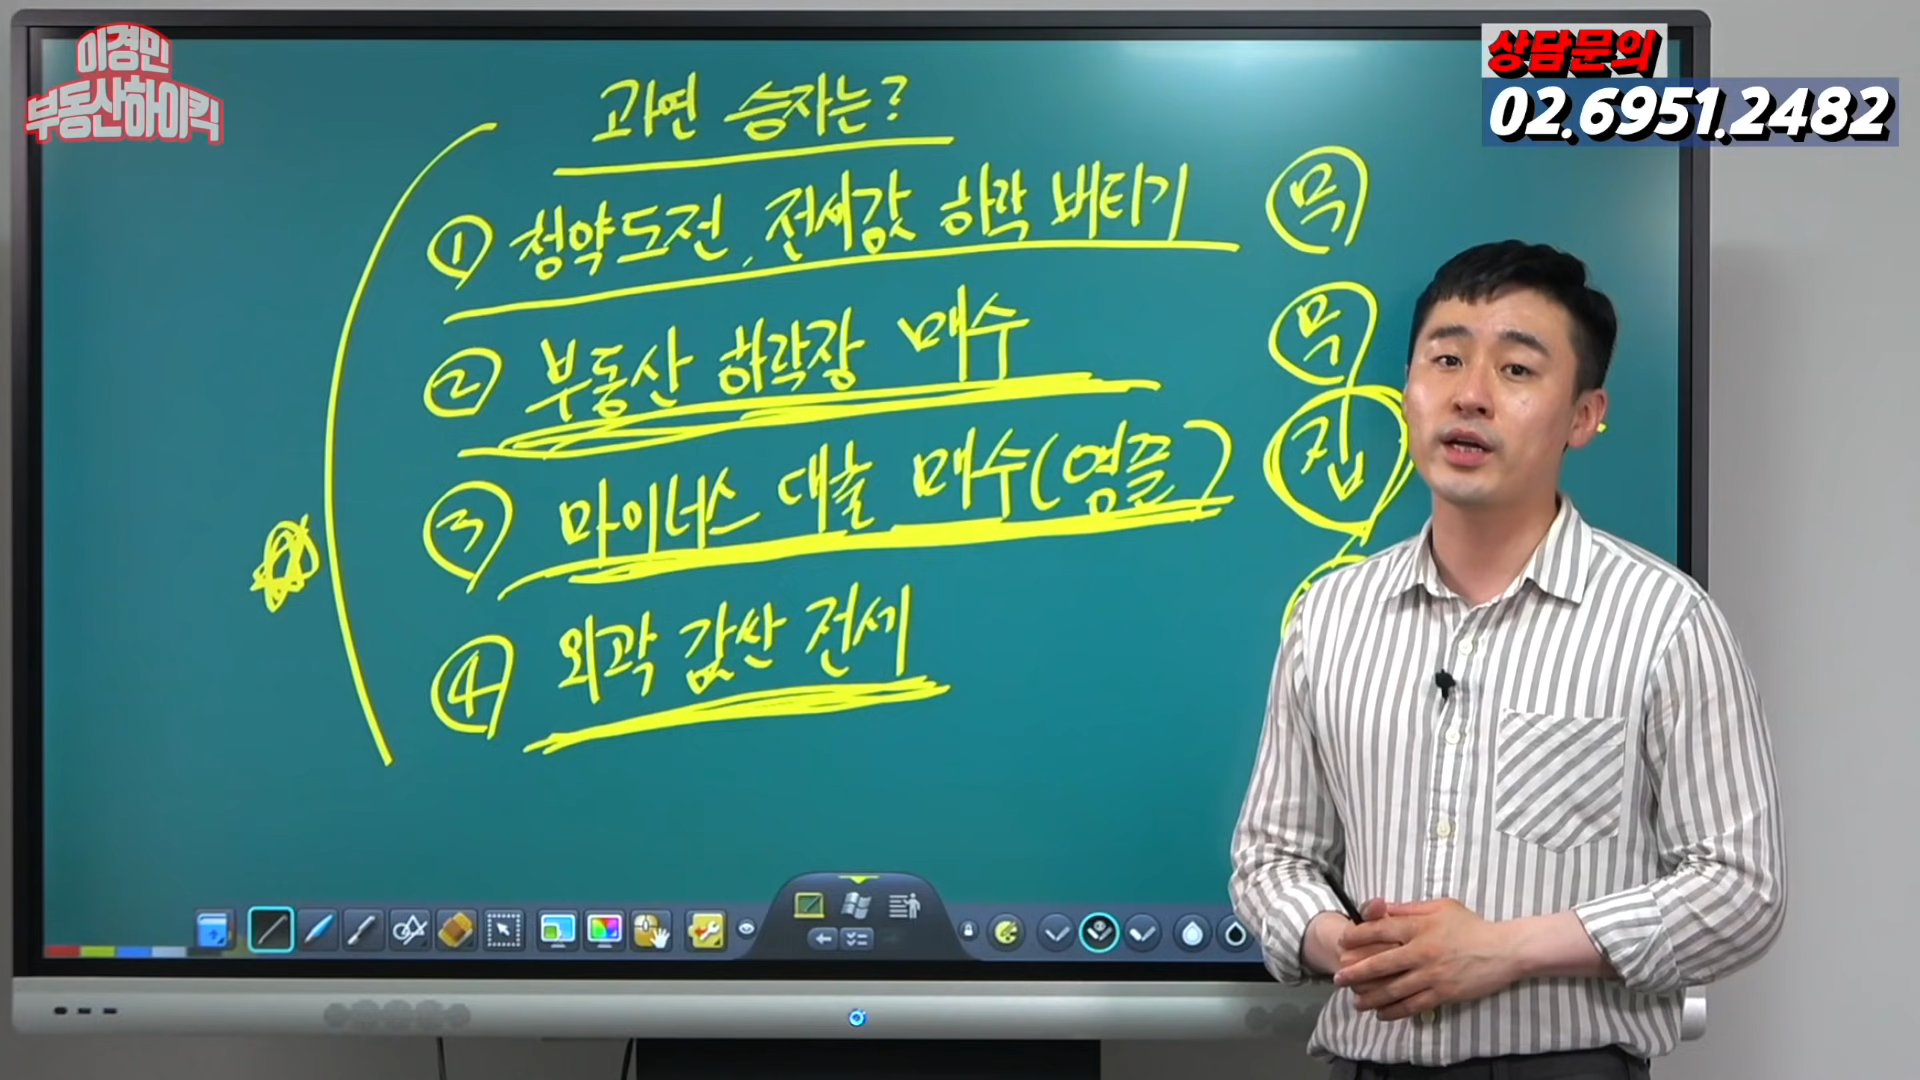 이경민
부동산하이킥
상담문의
02.6951.2482
과연 승자는?
① 청약도전, 전세값 하락 버티기 무
② 부동산 하락장 매수 무
③ 마이너스 대출 매수(영끌) 집
④ 외곽 값싼 전세